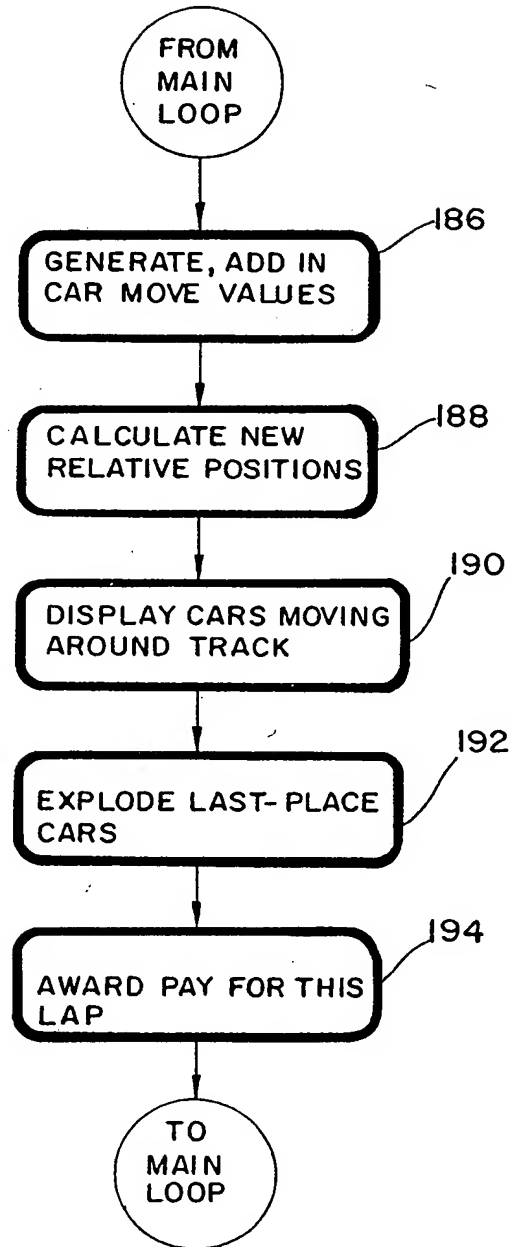 FROM
MAIN
LOOP
186
GENERATE, ADD IN
CAR MOVE VALUES
188
CALCULATE NEW
RELATIVE POSITIONS
190
DISPLAY CARS MOVING
AROUND TRACK
192
EXPLODE LAST-PLACE
CARS
194
AWARD PAY FOR THIS
LAP
TO
MAIN
LOOP